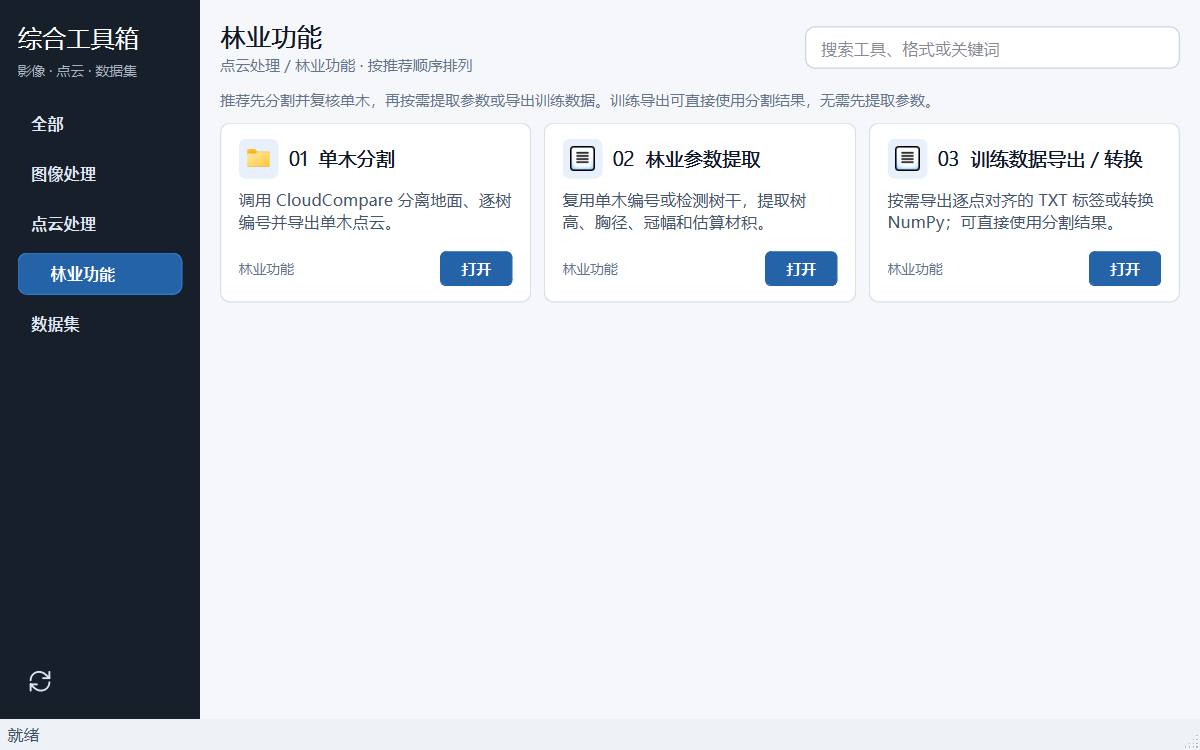 综合工具箱
影像 · 点云 · 数据集
全部
图像处理
点云处理
林业功能
数据集
林业功能
点云处理 / 林业功能 · 按推荐顺序排列
搜索工具、格式或关键词
推荐先分割并复核单木，再按需提取参数或导出训练数据。训练导出可直接使用分割结果，无需先提取参数。
01 单木分割
调用 CloudCompare 分离地面、逐树
编号并导出单木点云。
林业功能
打开
02 林业参数提取
复用单木编号或检测树干，提取树
高、胸径、冠幅和估算材积。
林业功能
打开
03 训练数据导出 / 转换
按需导出逐点对齐的 TXT 标签或转换
NumPy；可直接使用分割结果。
林业功能
打开
就绪